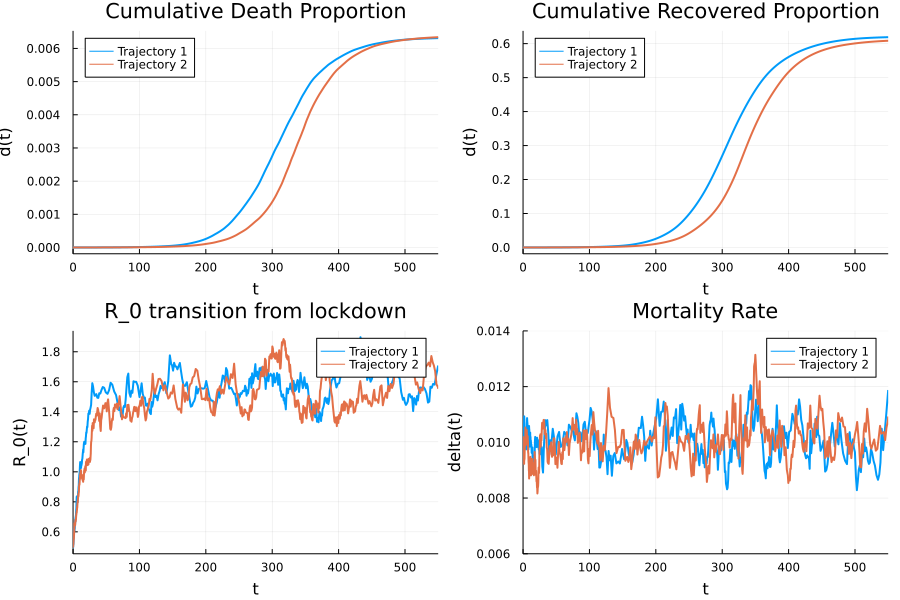 Cumulative Death Proportion
Trajectory 1
Trajectory 2
d(t)
0.006
0.005
0.004
0.003
0.002
0.001
0.000
0 100 200 300 400 500
t
Cumulative Recovered Proportion
Trajectory 1
Trajectory 2
d(t)
0.6
0.5
0.4
0.3
0.2
0.1
0.0
0 100 200 300 400 500
t
R_0 transition from lockdown
Trajectory 1
Trajectory 2
R_0(t)
1.8
1.6
1.4
1.2
1.0
0.8
0.6
0 100 200 300 400 500
t
Mortality Rate
Trajectory 1
Trajectory 2
delta(t)
0.014
0.012
0.010
0.008
0.006
0 100 200 300 400 500
t